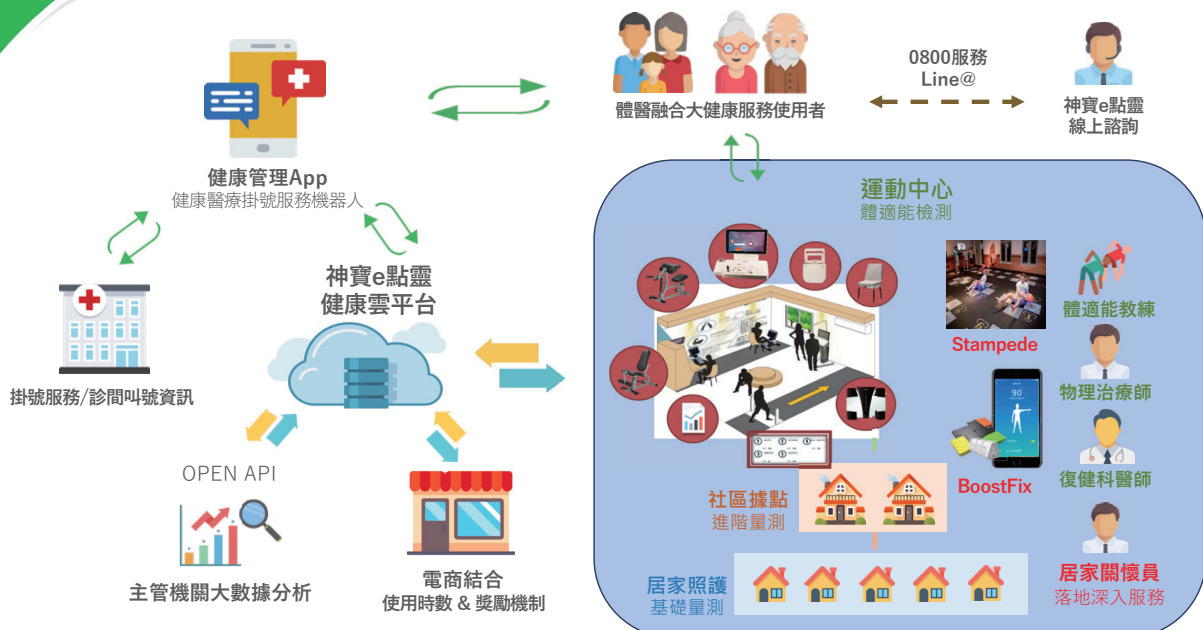 0800服務
Line@
體醫融合大健康服務使用者
神寶e點靈
線上諮詢
健康管理App
健康醫療掛號服務機器人
運動中心
體適能檢測
神寶e點靈
健康雲平台
體適能教練
Stampede
掛號服務/診間叫號資訊
物理治療師
90
OPEN API
BoostFix
復健科醫師
社區據點
進階量測
電商結合
使用時數 & 獎勵機制
主管機關大數據分析
居家照護
基礎量測
居家關懷員
落地深入服務